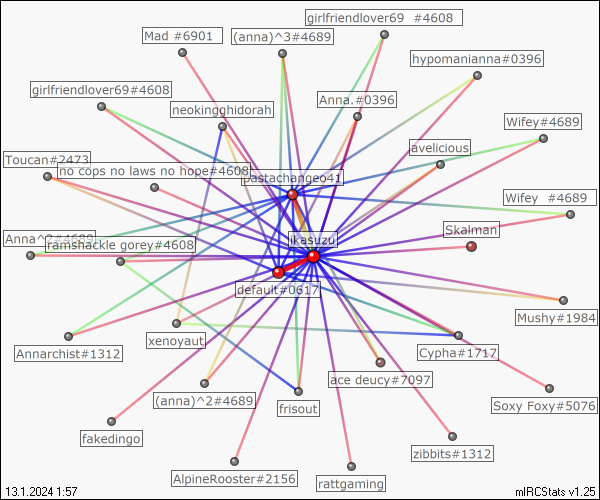 girlfriendlover69 #4608
Mad #6901
(anna)^3#4689
hypomanianna#0396
girlfriendlover69#4608
neokingghidorah
Anna.#0396
Wifey#4689
avelicious
Toucan#2473
no cops no laws no hope#4608
pastachangeo41
Wifey #4689
Skalman
Anna^2#4689
ramshackle gorey#4608
ikasuzu
default#0617
Mushy#1984
xenoyaut
Annarchist#1312
Cypha#1717
ace deucy#7097
(anna)^2#4689
frisout
Soxy Foxy#5076
fakedingo
zibbits#1312
AlpineRooster#2156
rattgaming
13.1.2024 1:57
mIRCStats v1.25